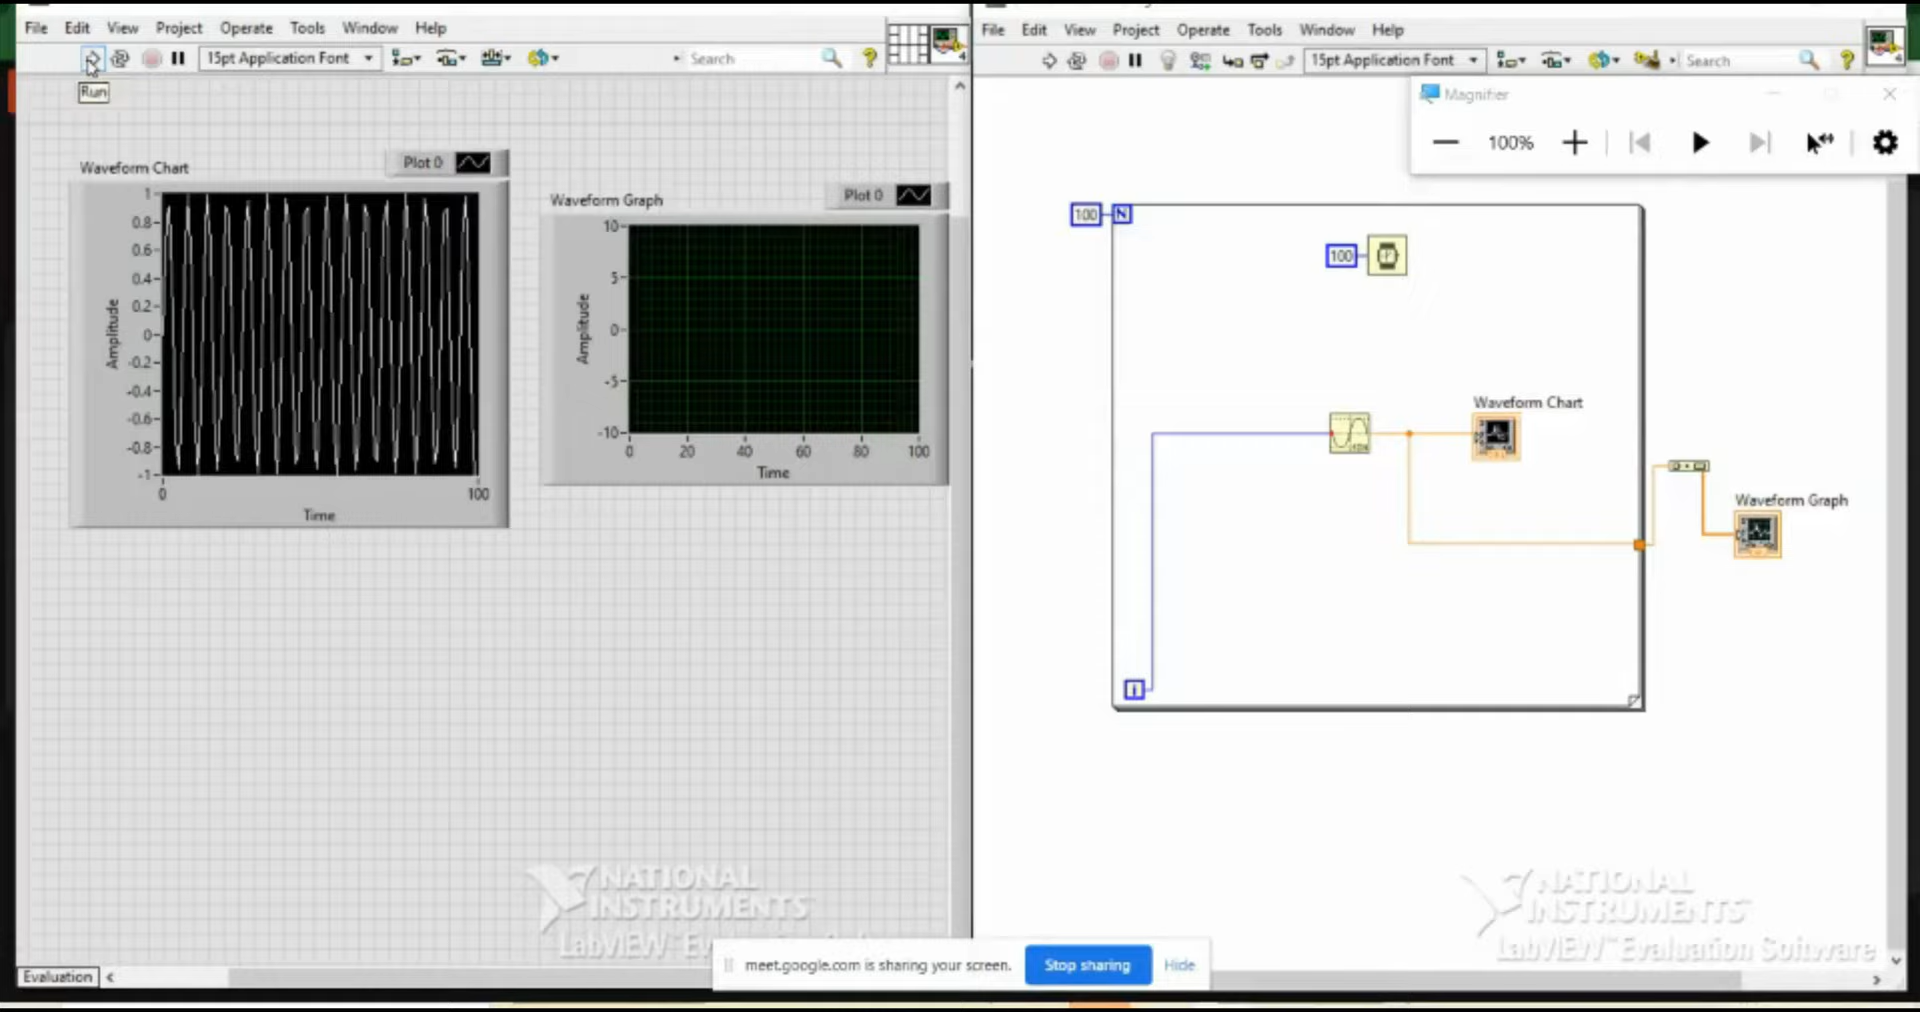 File Edit View Project Operate Tools Window Help
15pt Application Font
Search
Run
Waveform Chart
Plot 0
1
0.8
0.6
0.4
0.2
0
-0.2
-0.4
-0.6
-0.8
-1
Amplitude
0
100
Time
Waveform Graph
Plot 0
10
5
0
-5
-10
Amplitude
0 20 40 60 80 100
Time
NATIONAL
INSTRUMENTS
Evaluation
File Edit View Project Operate Tools Window Help
15pt Application Font
Search
Magnifier
100%
100 N
100
Waveform Chart
Waveform Graph
i
NATIONAL
INSTRUMENTS
LabVIEW™ Evaluation Software
meet.google.com is sharing your screen.
Stop sharing
Hide